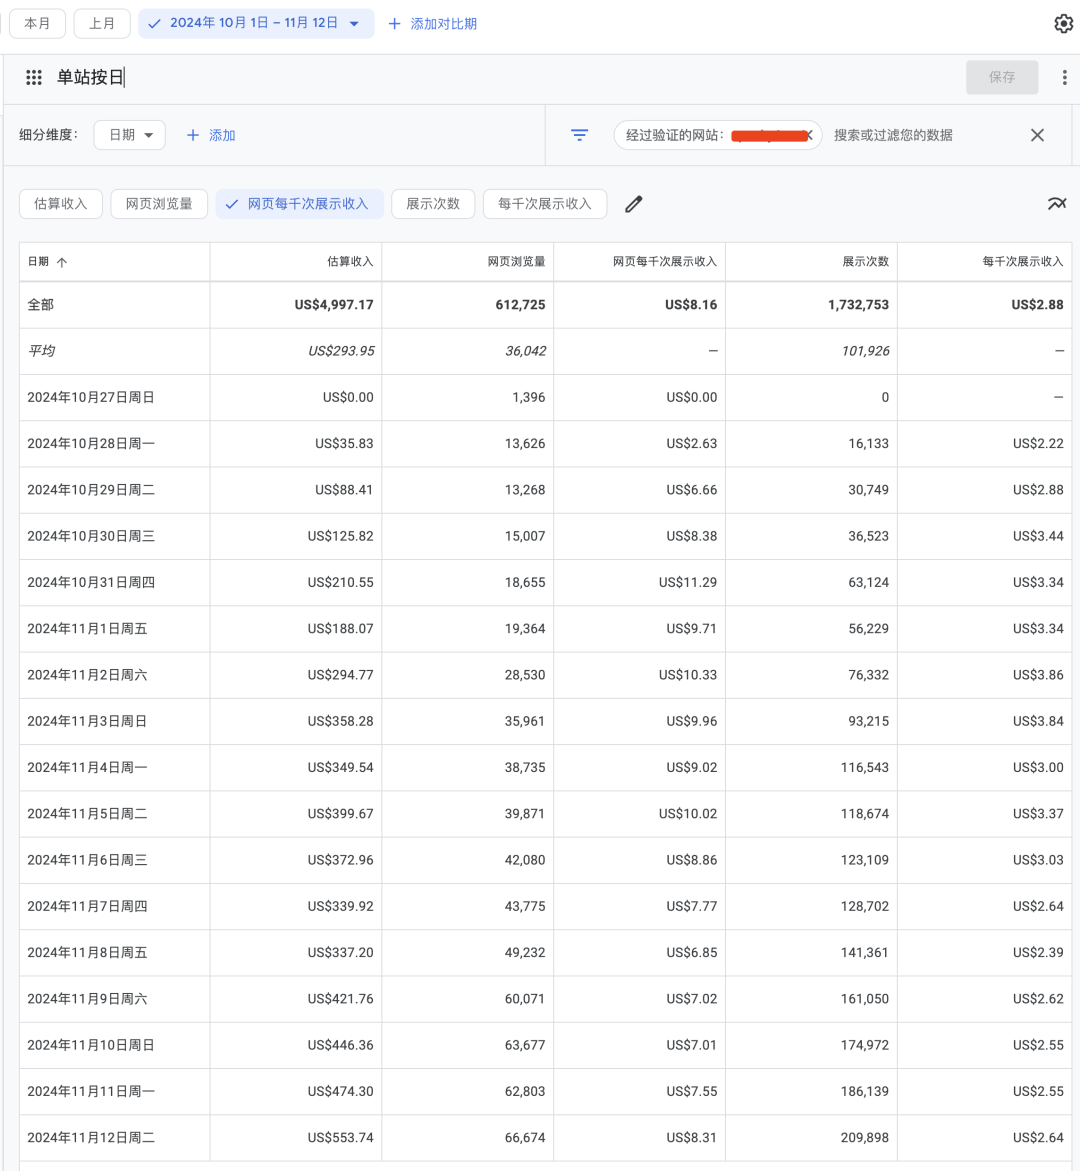 本月 上月 2024年 10月 1日 – 11月 12日 添加对比期
单站按日 保存
细分维度： 日期 添加 经过验证的网站： 搜索或过滤您的数据
估算收入 网页浏览量 网页每千次展示收入 展示次数 每千次展示收入
日期 估算收入 网页浏览量 网页每千次展示收入 展示次数 每千次展示收入
全部 US$4,997.17 612,725 US$8.16 1,732,753 US$2.88
平均 US$293.95 36,042 — 101,926 —
2024年10月27日周日 US$0.00 1,396 US$0.00 0 —
2024年10月28日周一 US$35.83 13,626 US$2.63 16,133 US$2.22
2024年10月29日周二 US$88.41 13,268 US$6.66 30,749 US$2.88
2024年10月30日周三 US$125.82 15,007 US$8.38 36,523 US$3.44
2024年10月31日周四 US$210.55 18,655 US$11.29 63,124 US$3.34
2024年11月1日周五 US$188.07 19,364 US$9.71 56,229 US$3.34
2024年11月2日周六 US$294.77 28,530 US$10.33 76,332 US$3.86
2024年11月3日周日 US$358.28 35,961 US$9.96 93,215 US$3.84
2024年11月4日周一 US$349.54 38,735 US$9.02 116,543 US$3.00
2024年11月5日周二 US$399.67 39,871 US$10.02 118,674 US$3.37
2024年11月6日周三 US$372.96 42,080 US$8.86 123,109 US$3.03
2024年11月7日周四 US$339.92 43,775 US$7.77 128,702 US$2.64
2024年11月8日周五 US$337.20 49,232 US$6.85 141,361 US$2.39
2024年11月9日周六 US$421.76 60,071 US$7.02 161,050 US$2.62
2024年11月10日周日 US$446.36 63,677 US$7.01 174,972 US$2.55
2024年11月11日周一 US$474.30 62,803 US$7.55 186,139 US$2.55
2024年11月12日周二 US$553.74 66,674 US$8.31 209,898 US$2.64